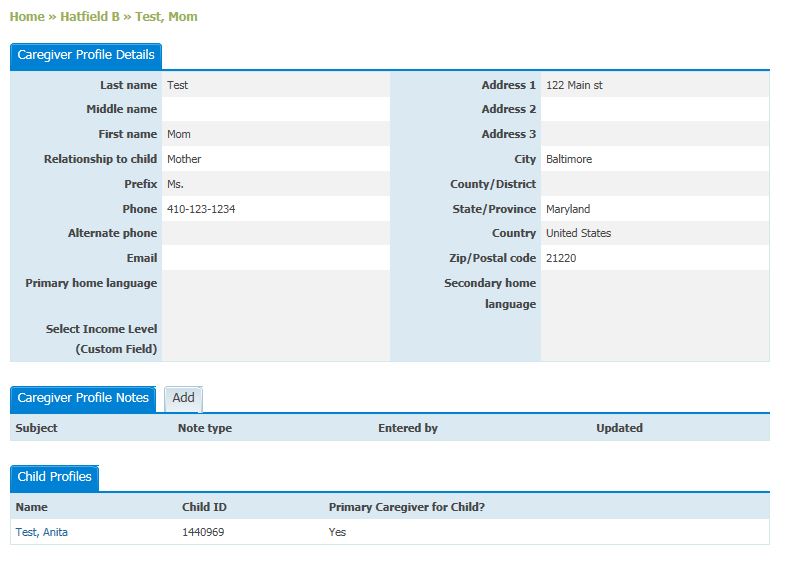 Home » Hatfield B » Test, Mom
Caregiver Profile Details
Last name Test Address 1 122 Main st
Middle name Address 2
First name Mom Address 3
Relationship to child Mother City Baltimore
Prefix Ms. County/District
Phone 410-123-1234 State/Province Maryland
Alternate phone Country United States
Email Zip/Postal code 21220
Primary home language Secondary home
language
Select Income Level
(Custom Field)
Caregiver Profile Notes Add
Subject Note type Entered by Updated
Child Profiles
Name Child ID Primary Caregiver for Child?
Test, Anita 1440969 Yes